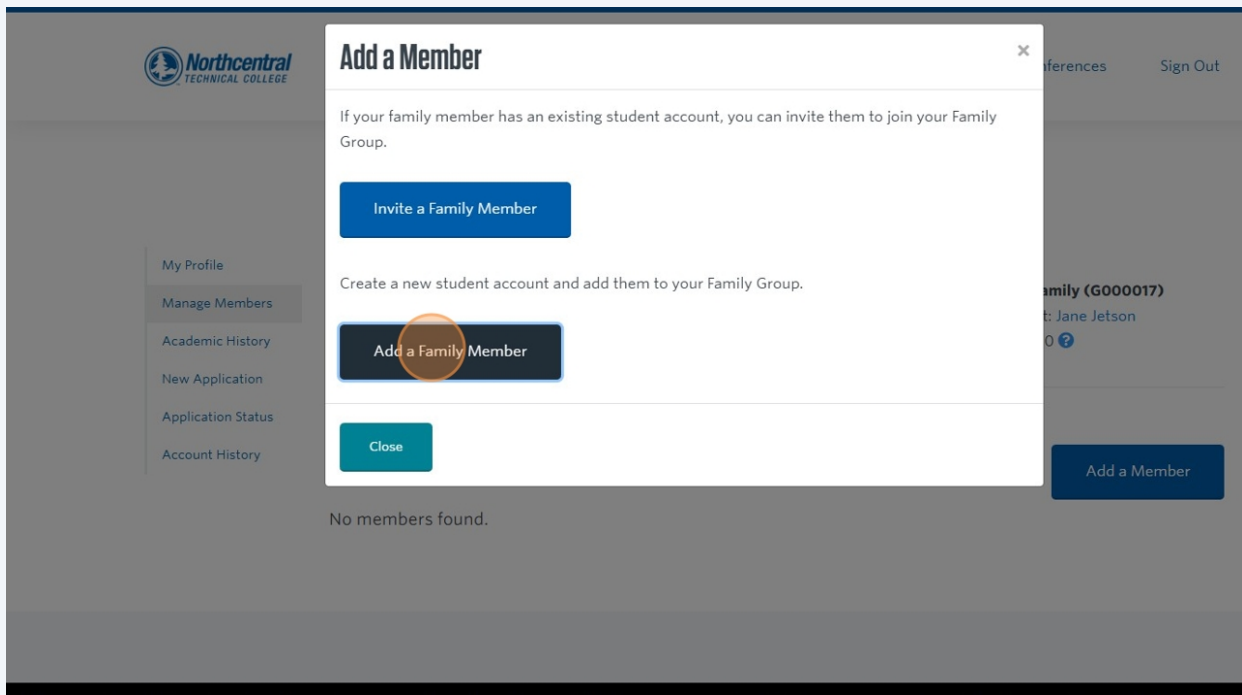 Northcentral
TECHNICAL COLLEGE
Add a Member
×
Sign Out
If your family member has an existing student account, you can invite them to join your Family
Group.
Invite a Family Member
My Profile
Manage Members
Academic History
New Application
Application Status
Account History
Create a new student account and add them to your Family Group.
Add a Family Member
Close
(G000017)
Jane Jetson
0 ?
Add a Member
No members found.